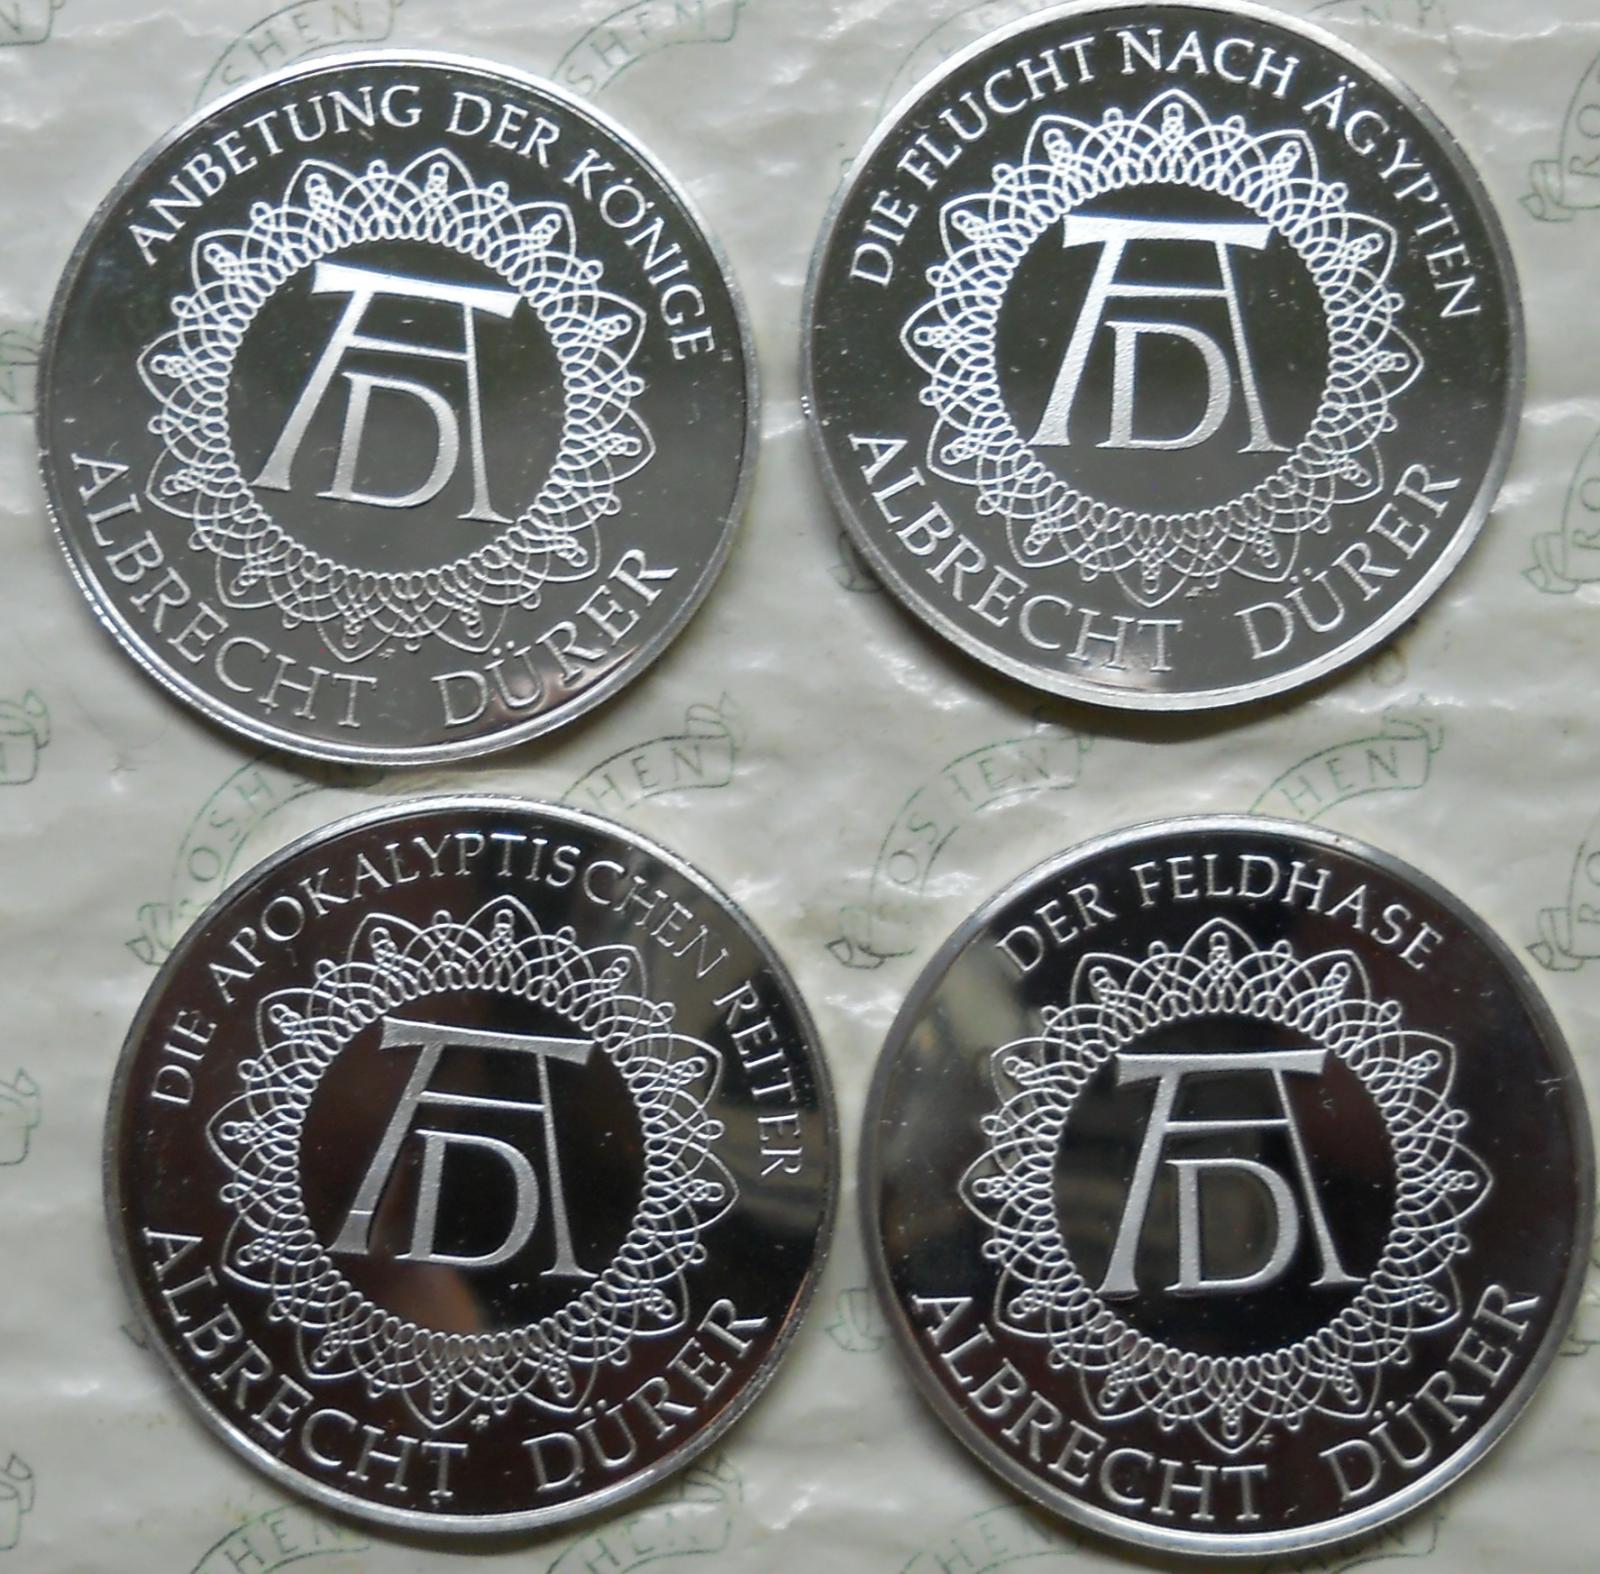 ANBETUNG DER KÖNIGE
AD
ALBRECHT DÜRER
DIE FLUCHT NACH ÄGYPTEN
AD
ALBRECHT DÜRER
DIE APOKALYPTISCHEN REITER
AD
ALBRECHT DÜRER
DER FELDHASE
AD
ALBRECHT DÜRER
ROSHEN